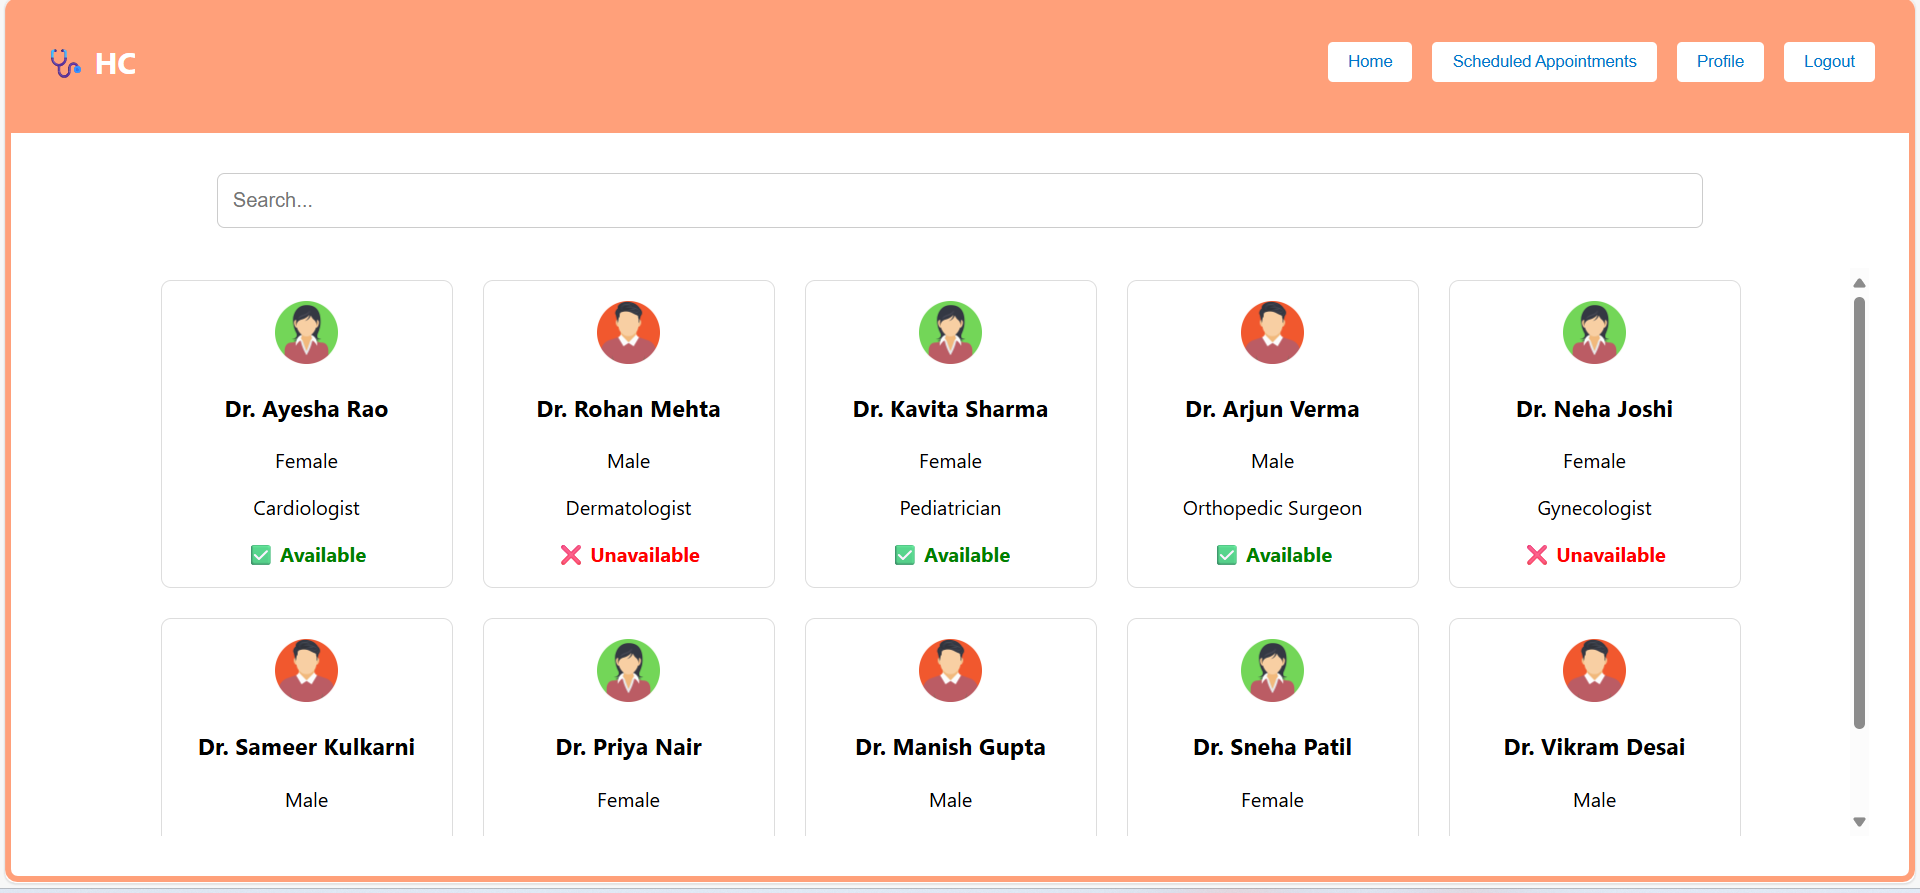 HC
Home
Scheduled Appointments
Profile
Logout
Search...
Dr. Ayesha Rao
Female
Cardiologist
✅ Available
Dr. Rohan Mehta
Male
Dermatologist
❌ Unavailable
Dr. Kavita Sharma
Female
Pediatrician
✅ Available
Dr. Arjun Verma
Male
Orthopedic Surgeon
✅ Available
Dr. Neha Joshi
Female
Gynecologist
❌ Unavailable
Dr. Sameer Kulkarni
Male
Dr. Priya Nair
Female
Dr. Manish Gupta
Male
Dr. Sneha Patil
Female
Dr. Vikram Desai
Male